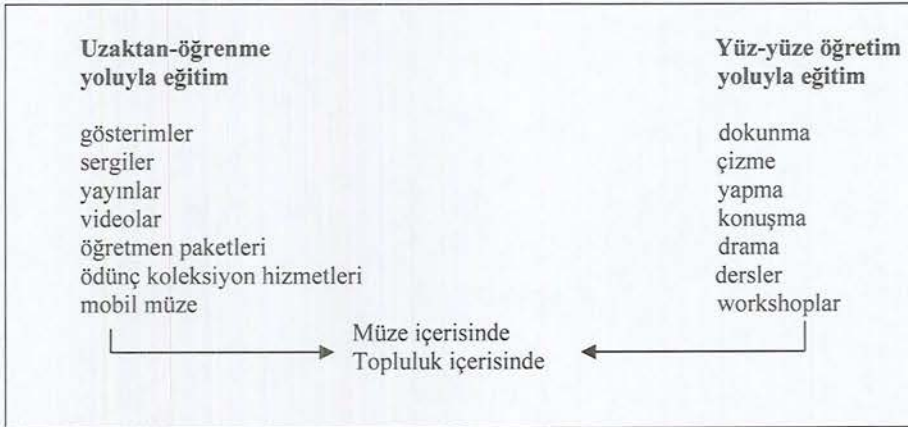 Uzaktan-öğrenme
yoluyla eğitim
gösterimler
sergiler
yayınlar
videolar
öğretmen paketleri
ödünç koleksiyon hizmetleri
mobil müze
Yüz-yüze öğretim
yoluyla eğitim
dokunma
çizme
yapma
konuşma
drama
dersler
workshoplar
Müze içerisinde
Topluluk içerisinde